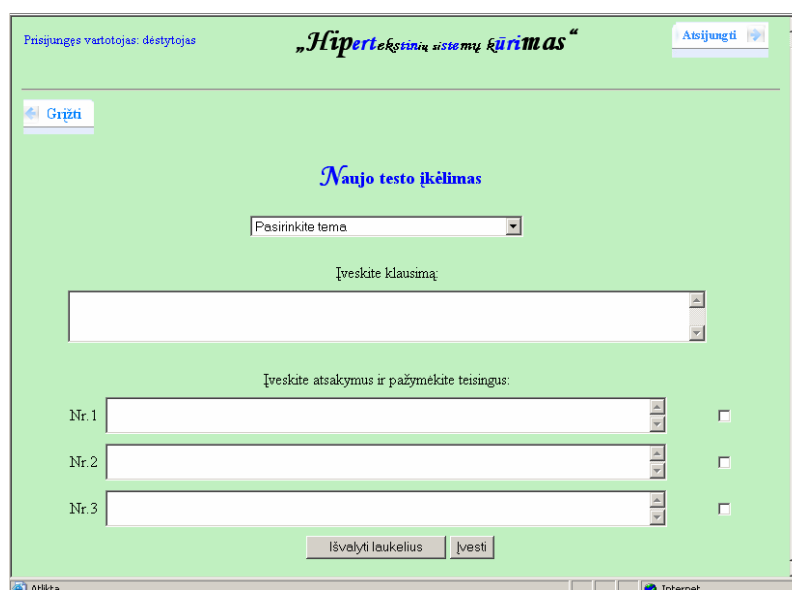 Prisijungęs vartotojas: dėstytojas
„Hipertekstinių sistemų kūrimas“
Atsijungti
Grįžti
Naujo testo įkėlimas
Pasirinkite tema
Įveskite klausimą:
Įveskite atsakymus ir pažymėkite teisingus:
Nr.1
Nr.2
Nr.3
Išvalyti laukelius
Įvesti
Atlikta
Internet